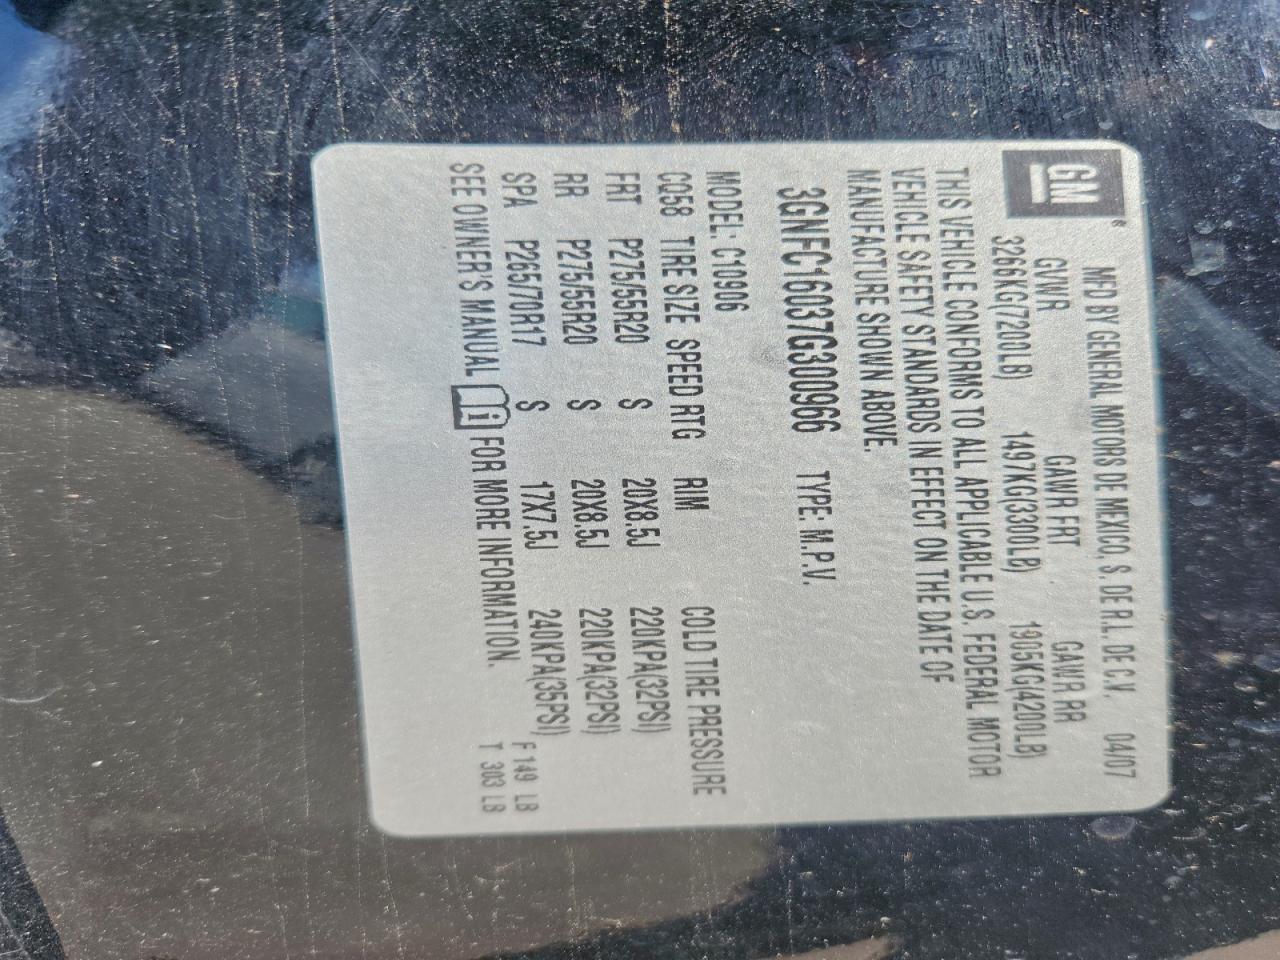 GM
MFD BY GENERAL MOTORS DE MEXICO, S. DE R.L. DE C.V. 04/07
GVWR GAWR FRT GAWR RR
3266KG(7200LB) 1497KG(3300LB) 1905KG(4200LB)
THIS VEHICLE CONFORMS TO ALL APPLICABLE U.S. FEDERAL MOTOR
VEHICLE SAFETY STANDARDS IN EFFECT ON THE DATE OF
MANUFACTURE SHOWN ABOVE.
3GNFC16037G300966 TYPE: M.P.V.
MODEL: C10906
CQ58 TIRE SIZE SPEED RTG RIM COLD TIRE PRESSURE
FRT P275/55R20 S 20X8.5J 220KPA(32PSI)
RR P275/55R20 S 20X8.5J 220KPA(32PSI)
SPA P265/70R17 S 17X7.5J 240KPA(35PSI)
SEE OWNER'S MANUAL i FOR MORE INFORMATION.
F 149 LB
T 303 LB